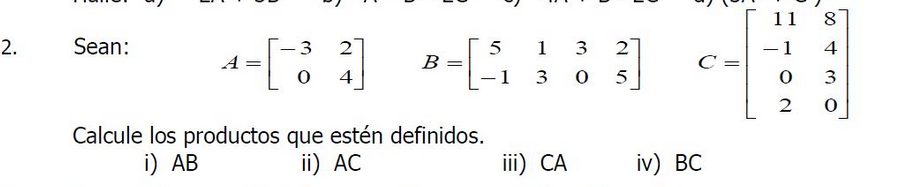 2. Sean: A = [ -3 2 ; 0 4 ] B = [ 5 1 3 2 ; -1 3 0 5 ] C = [ 11 8 ; -1 4 ; 0 3 ; 2 0 ]
Calcule los productos que estén definidos.
i) AB ii) AC iii) CA iv) BC